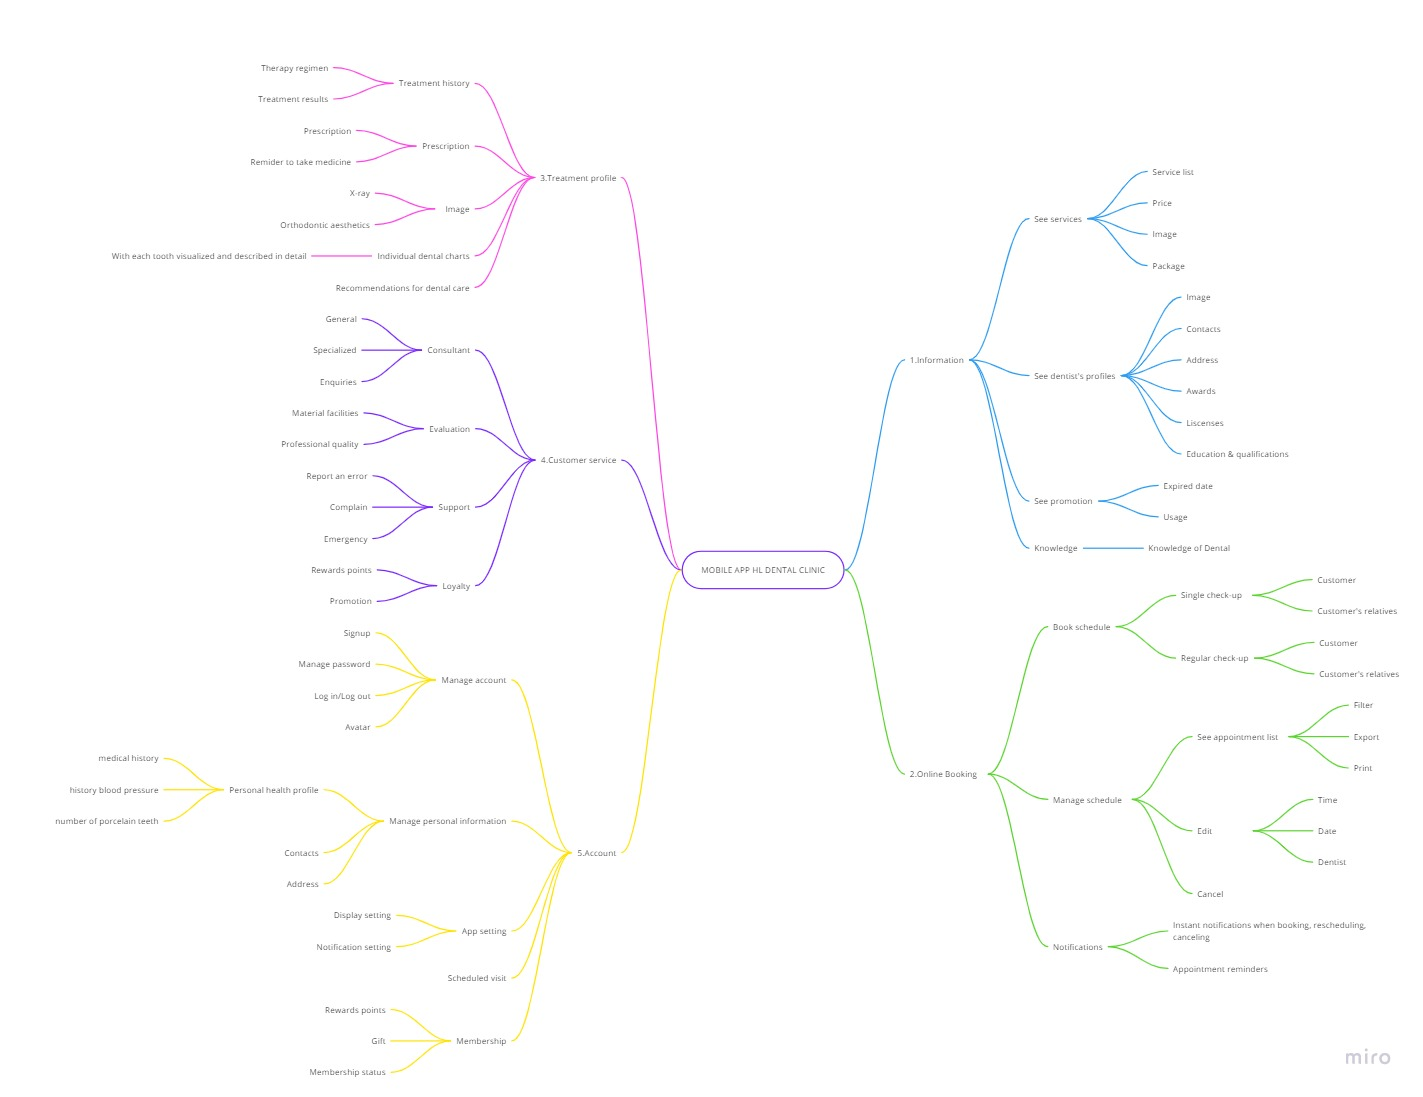 MOBILE APP HL DENTAL CLINIC
1.Information
See services
Service list
Price
Image
Package
See dentist's profiles
Image
Contacts
Address
Awards
Liscenses
Education & qualifications
See promotion
Expired date
Usage
Knowledge
Knowledge of Dental
2.Online Booking
Book schedule
Single check-up
Customer
Customer's relatives
Regular check-up
Customer
Customer's relatives
Manage schedule
See appointment list
Filter
Export
Print
Edit
Time
Date
Dentist
Cancel
Notifications
Instant notifications when booking, rescheduling,
canceling
Appointment reminders
3.Treatment profile
Treatment history
Therapy regimen
Treatment results
Prescription
Prescription
Remider to take medicine
Image
X-ray
Orthodontic aesthetics
Individual dental charts
With each tooth visualized and described in detail
Recommendations for dental care
4.Customer service
Consultant
General
Specialized
Enquiries
Evaluation
Material facilities
Professional quality
Support
Report an error
Complain
Emergency
Loyalty
Rewards points
Promotion
5.Account
Manage account
Signup
Manage password
Log in/Log out
Avatar
Manage personal information
Personal health profile
medical history
history blood pressure
number of porcelain teeth
Contacts
Address
App setting
Display setting
Notification setting
Scheduled visit
Membership
Rewards points
Gift
Membership status
miro